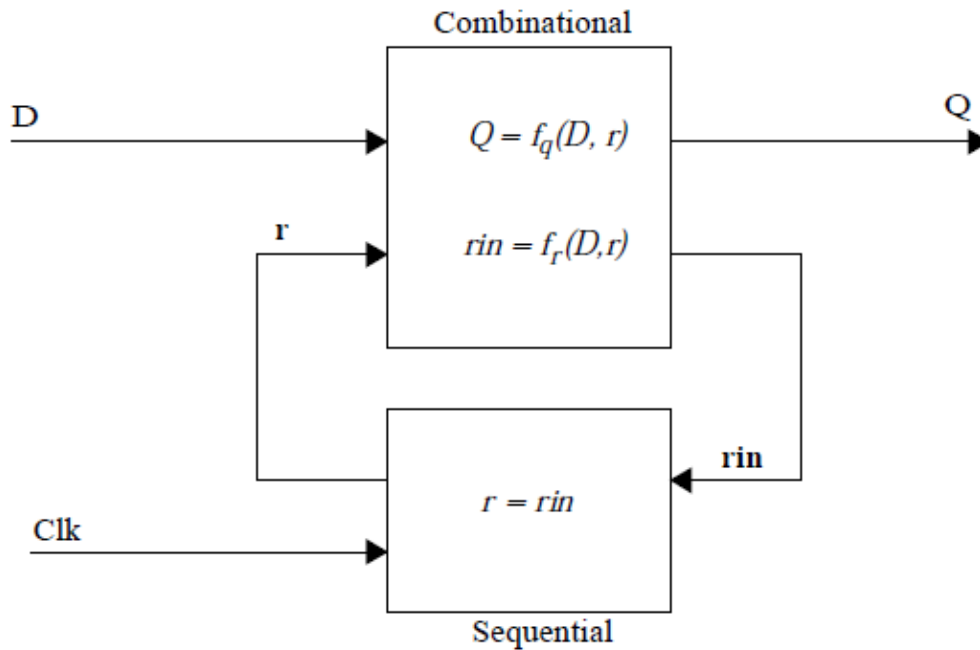 Combinational
D
Q
Q = f_q(D, r)
r
rin = f_r(D,r)
rin
r = rin
Clk
Sequential